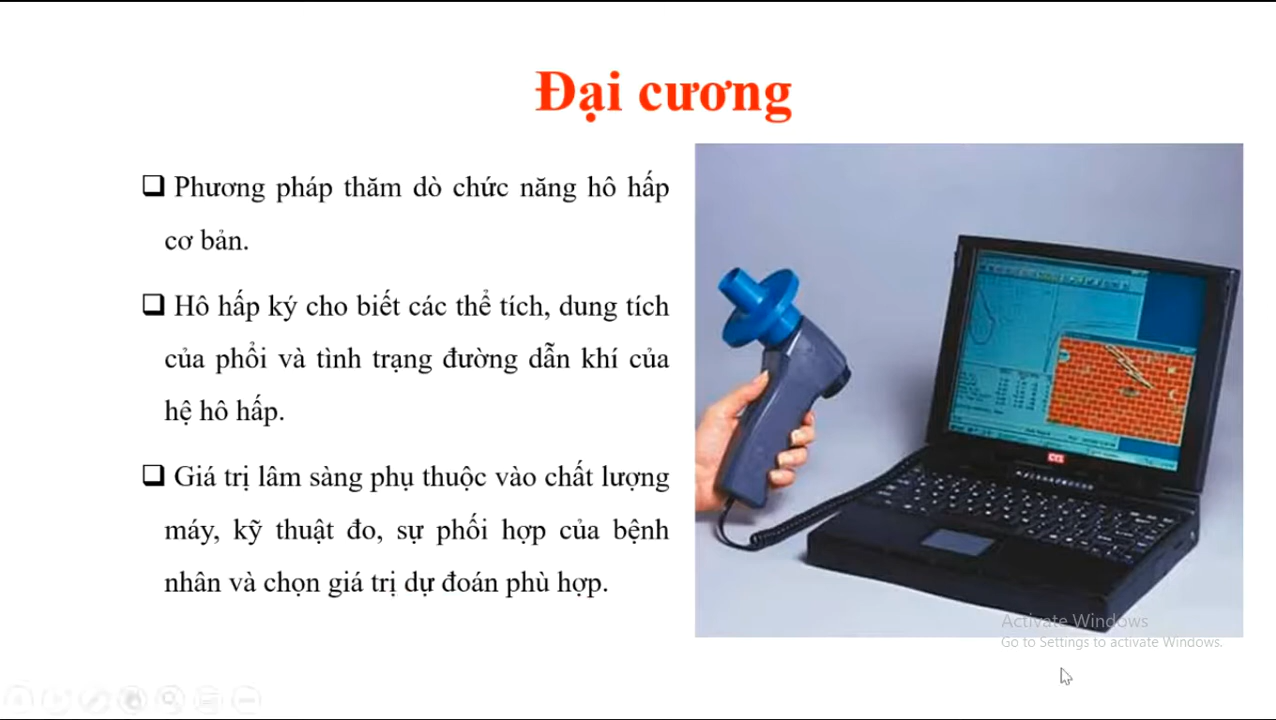 Đại cương
Phương pháp thăm dò chức năng hô hấp
cơ bản.
Hô hấp ký cho biết các thể tích, dung tích
của phổi và tình trạng đường dẫn khí của
hệ hô hấp.
Giá trị lâm sàng phụ thuộc vào chất lượng
máy, kỹ thuật đo, sự phối hợp của bệnh
nhân và chọn giá trị dự đoán phù hợp.
Activate Windows
Go to Settings to activate Windows.